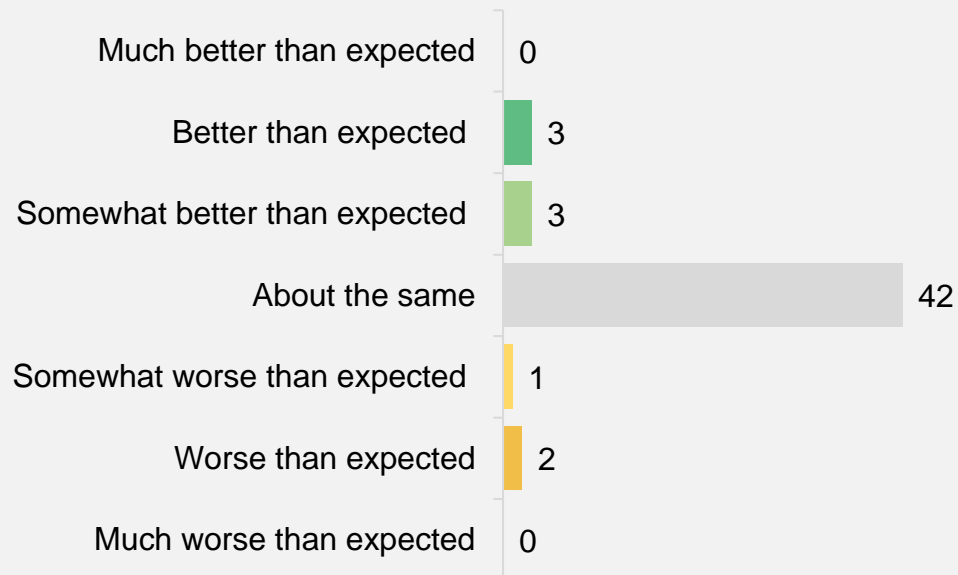 Much better than expected 0
Better than expected 3
Somewhat better than expected 3
About the same 42
Somewhat worse than expected 1
Worse than expected 2
Much worse than expected 0